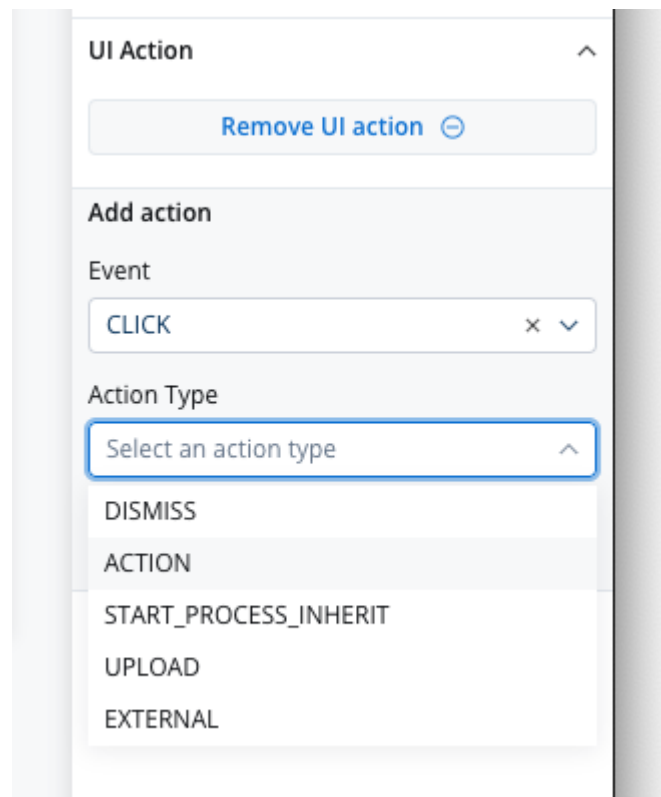 UI Action
Remove UI action
Add action
Event
CLICK
Action Type
Select an action type
DISMISS
ACTION
START_PROCESS_INHERIT
UPLOAD
EXTERNAL